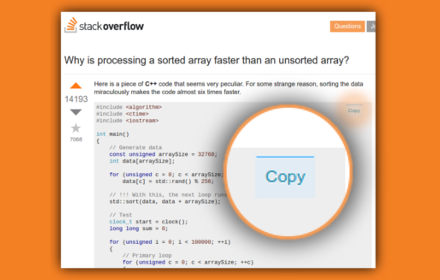 stackoverflow
Questions
Why is processing a sorted array faster than an unsorted array?
Here is a piece of C++ code that seems very peculiar. For some strange reason, sorting the data
miraculously makes the code almost six times faster.
14193
7068
#include <algorithm>
#include <ctime>
#include <iostream>
int main()
{
// Generate data
const unsigned arraySize = 32768;
int data[arraySize];
for (unsigned c = 0; c < arraySize;
data[c] = std::rand() % 256;
// !!! With this, the next loop runs
std::sort(data, data + arraySize);
// Test
clock_t start = clock();
long long sum = 0;
for (unsigned i = 0; i < 100000; ++i)
{
// Primary loop
for (unsigned c = 0; c < arraySize; ++c)
Copy
Copy